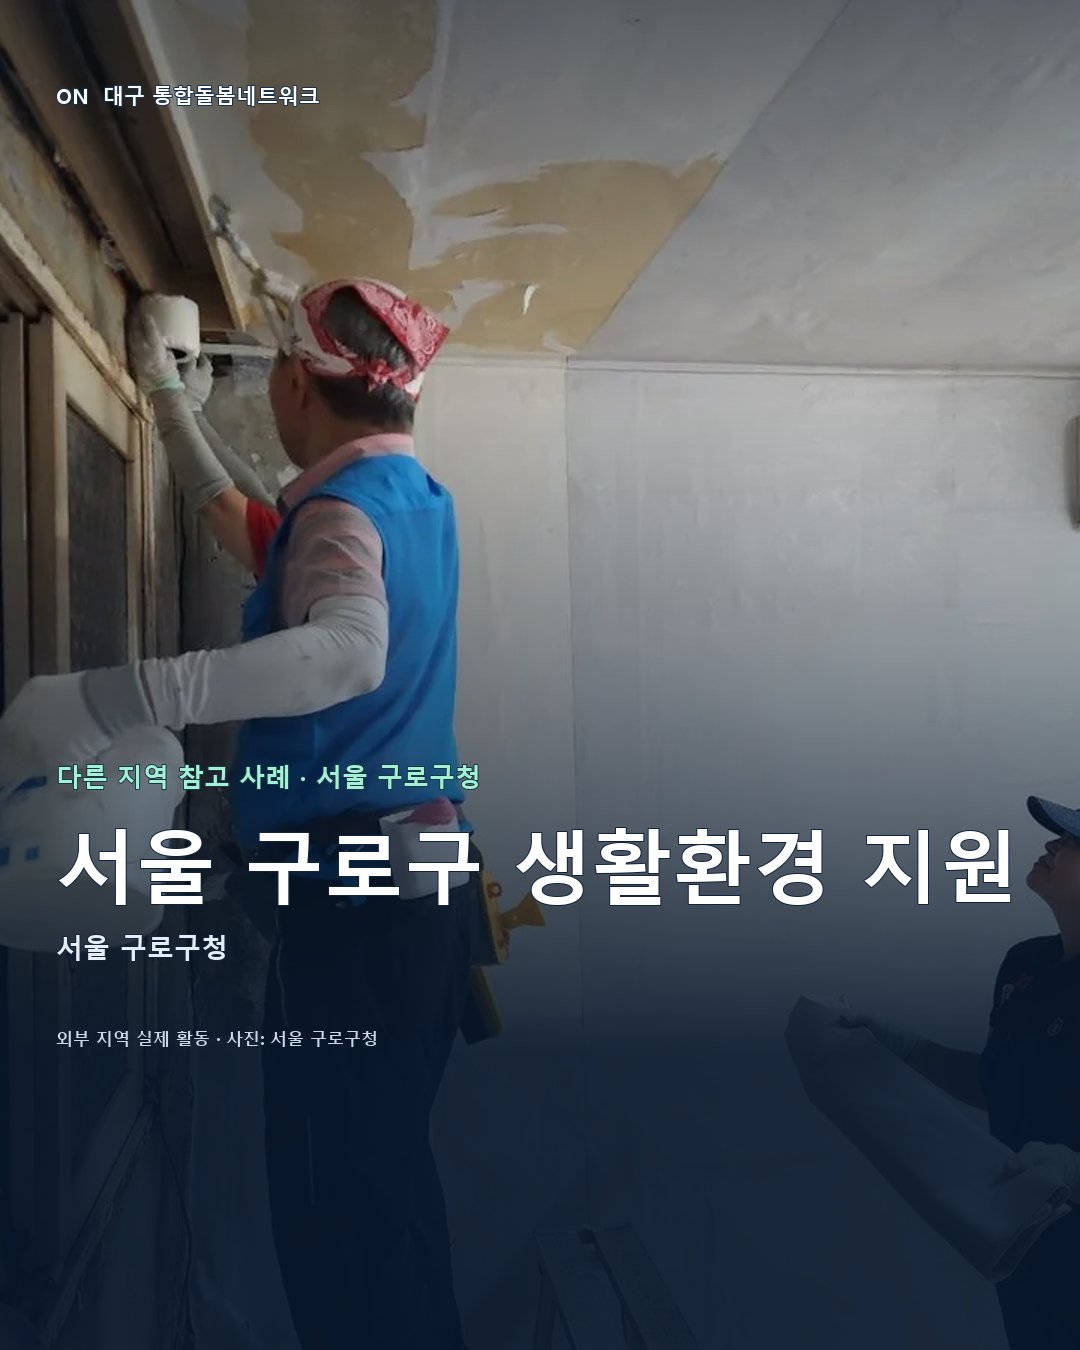 ON 대구 통합돌봄네트워크
다른 지역 참고 사례 · 서울 구로구청
서울 구로구 생활환경 지원
서울 구로구청
외부 지역 실제 활동 · 사진: 서울 구로구청